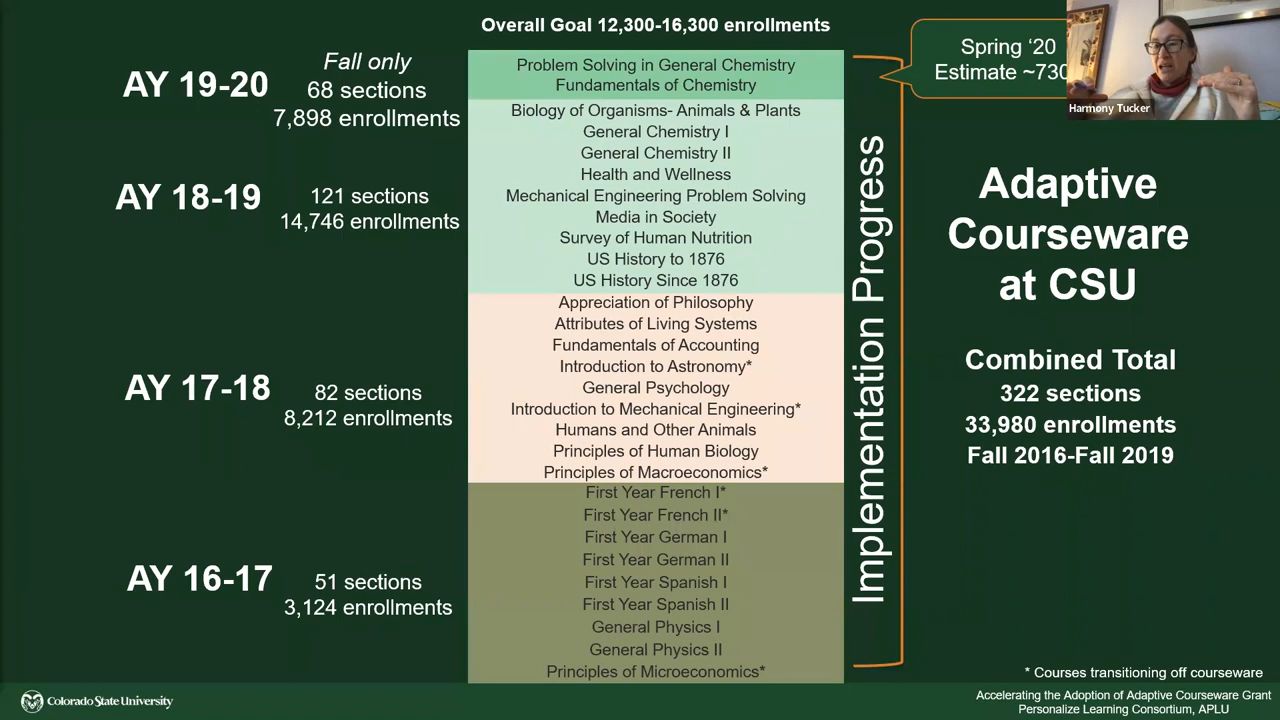 Overall Goal 12,300-16,300 enrollments
AY 19-20
Fall only
68 sections
7,898 enrollments
AY 18-19
121 sections
14,746 enrollments
AY 17-18
82 sections
8,212 enrollments
AY 16-17
51 sections
3,124 enrollments
Problem Solving in General Chemistry
Fundamentals of Chemistry
Biology of Organisms- Animals & Plants
General Chemistry I
General Chemistry II
Health and Wellness
Mechanical Engineering Problem Solving
Media in Society
Survey of Human Nutrition
US History to 1876
US History Since 1876
Appreciation of Philosophy
Attributes of Living Systems
Fundamentals of Accounting
Introduction to Astronomy*
General Psychology
Introduction to Mechanical Engineering*
Humans and Other Animals
Principles of Human Biology
Principles of Macroeconomics*
First Year French I*
First Year French II*
First Year German I
First Year German II
First Year Spanish I
First Year Spanish II
General Physics I
General Physics II
Principles of Microeconomics*
Implementation Progress
Spring ‘20
Estimate
Harmony Tucker
Adaptive
Courseware
at CSU
Combined Total
322 sections
33,980 enrollments
Fall 2016-Fall 2019
* Courses transitioning off courseware
Colorado State University
Accelerating the Adoption of Adaptive Courseware Grant
Personalize Learning Consortium, APLU